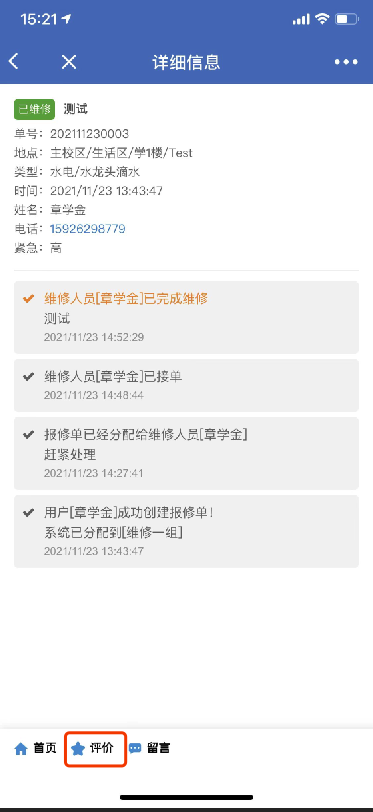 15:21
详细信息
已维修 测试
单号：202111230003
地点：主校区/生活区/学1楼/Test
类型：水电/水龙头滴水
时间：2021/11/23 13:43:47
姓名：章学金
电话：15926298779
紧急：高
维修人员[章学金]已完成维修
测试
2021/11/23 14:52:29
维修人员[章学金]已接单
2021/11/23 14:48:44
报修单已经分配给维修人员[章学金]
赶紧处理
2021/11/23 14:27:41
用户[章学金]成功创建报修单！
系统已分配到[维修一组]
2021/11/23 13:43:47
首页 评价 留言